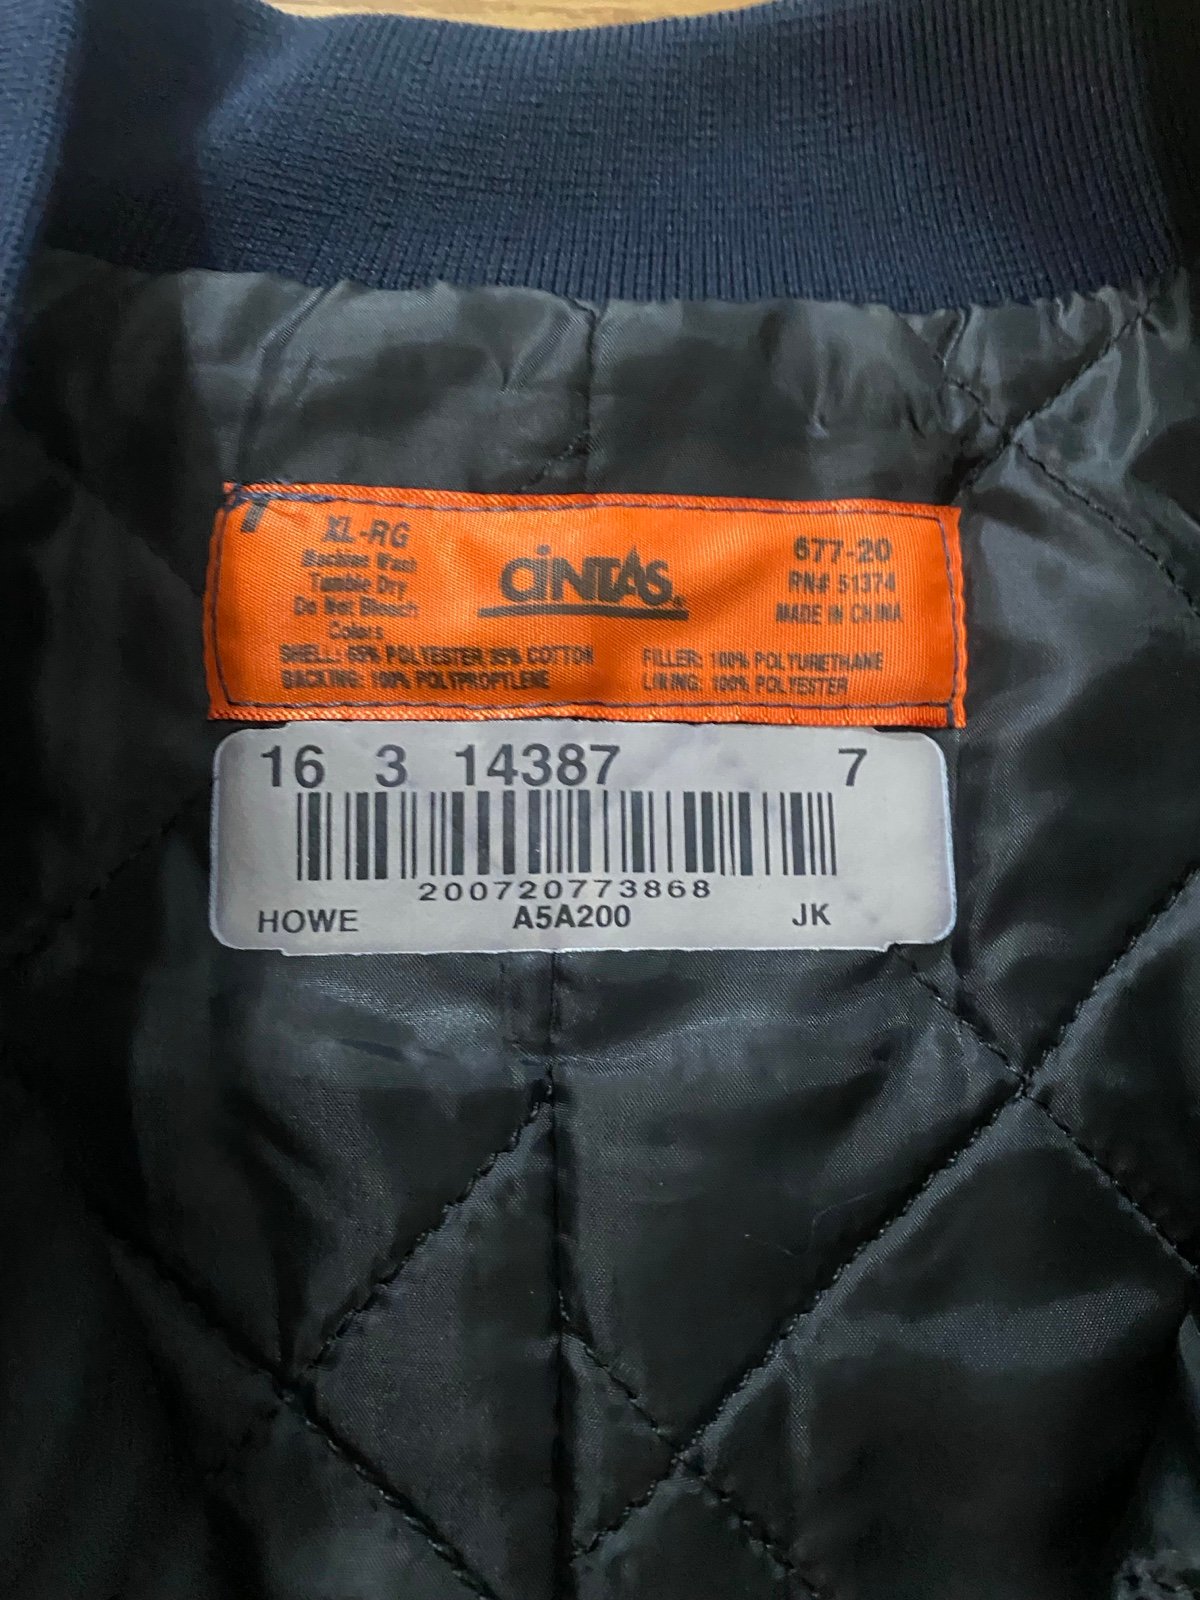 XL-RG
Machine Wash
Tumble Dry
Do Not Bleach
Colors
CiNTAS®
677-20
RN# 51374
MADE IN CHINA
SHELL: 65% POLYESTER 35% COTTON
BACKING: 100% POLYPROPYLENE
FILLER: 100% POLYURETHANE
LINING: 100% POLYESTER
16 3 14387 7
200720773868
HOWE A5A200 JK